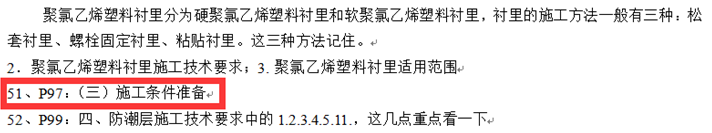 聚氯乙烯塑料衬里分为硬聚氯乙烯塑料衬里和软聚氯乙烯塑料衬里，衬里的施工方法一般有三种：松
套衬里、螺栓固定衬里、粘贴衬里。这三种方法记住。
2．聚氯乙烯塑料衬里施工技术要求；3. 聚氯乙烯塑料衬里适用范围
51、P97：（三）施工条件准备
52、P99：四、防潮层施工技术要求中的 1.2.3.4.5.11.，这几点重点看一下